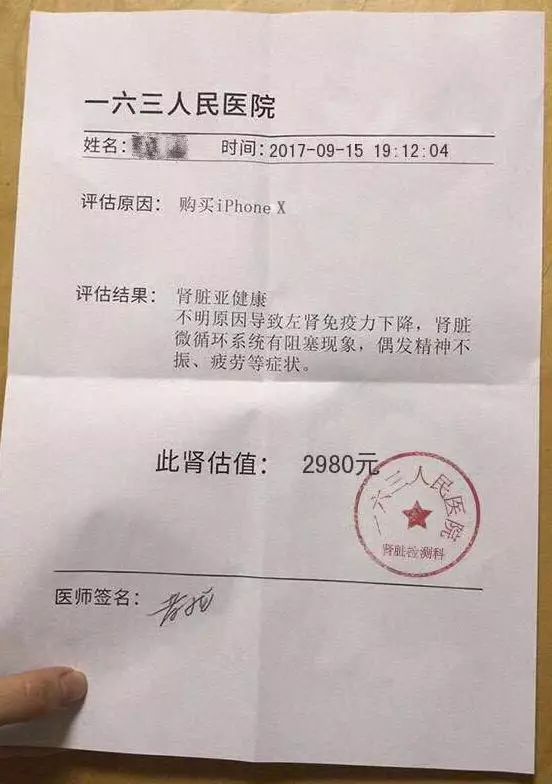 一六三人民医院
姓名: 时间:2017-09-15 19:12:04
评估原因: 购买iPhone X
评估结果: 肾脏亚健康
不明原因导致左肾免疫力下降，肾脏
微循环系统有阻塞现象，偶发精神不
振、疲劳等症状。
此肾估值: 2980元
一六三人民医院
肾脏检测科
医师签名: